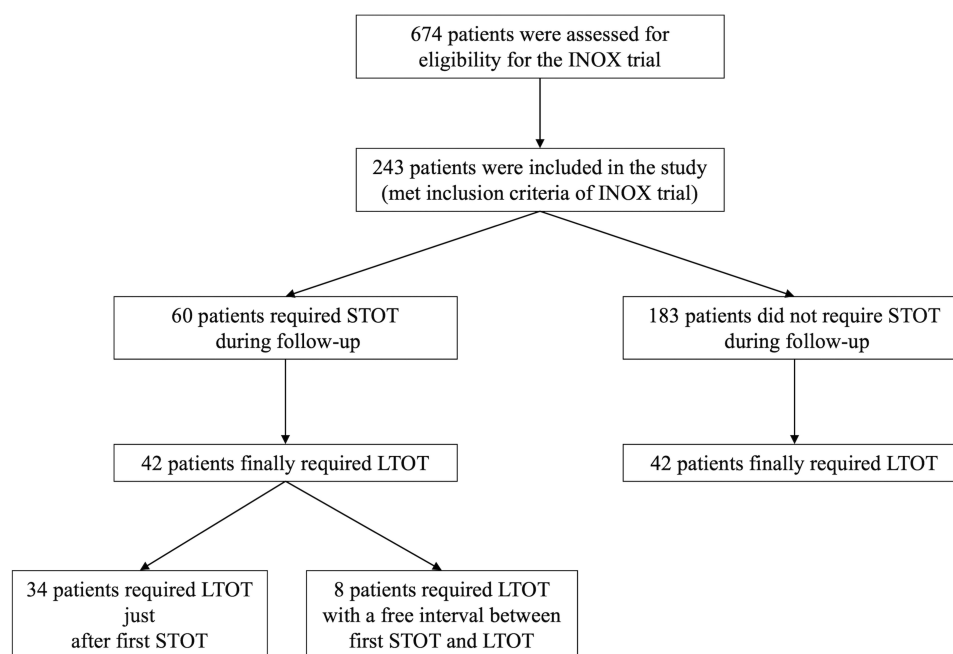 674 patients were assessed for
eligibility for the INOX trial
243 patients were included in the study
(met inclusion criteria of INOX trial)
60 patients required STOT
during follow-up
183 patients did not require STOT
during follow-up
42 patients finally required LTOT
42 patients finally required LTOT
34 patients required LTOT
just
after first STOT
8 patients required LTOT
with a free interval between
first STOT and LTOT